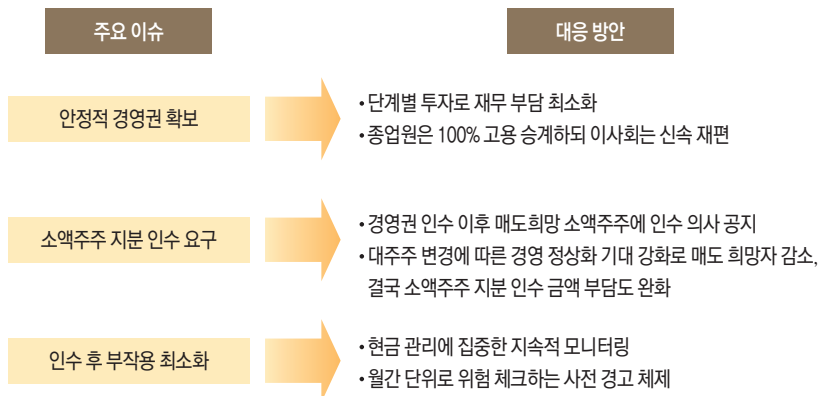 주요 이슈
대응 방안
안정적 경영권 확보
• 단계별 투자로 재무 부담 최소화
• 종업원은 100% 고용 승계하되 이사회는 신속 재편
소액주주 지분 인수 요구
• 경영권 인수 이후 매도희망 소액주주에 인수 의사 공지
• 대주주 변경에 따른 경영 정상화 기대 강화로 매도 희망자 감소,
결국 소액주주 지분 인수 금액 부담도 완화
인수 후 부작용 최소화
• 현금 관리에 집중한 지속적 모니터링
• 월간 단위로 위험 체크하는 사전 경고 체제